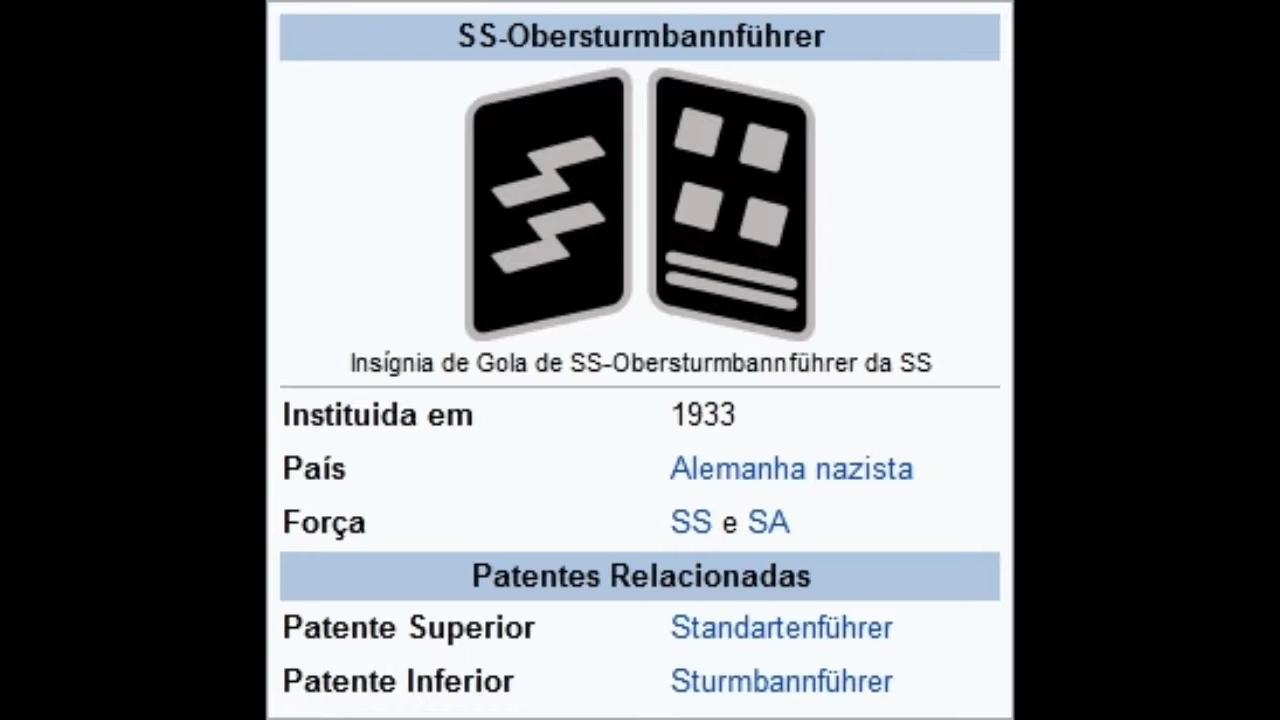 SS-Obersturmbannführer
Insígnia de Gola de SS-Obersturmbannführer da SS
Instituida em 1933
País Alemanha nazista
Força SS e SA
Patentes Relacionadas
Patente Superior Standartenführer
Patente Inferior Sturmbannführer